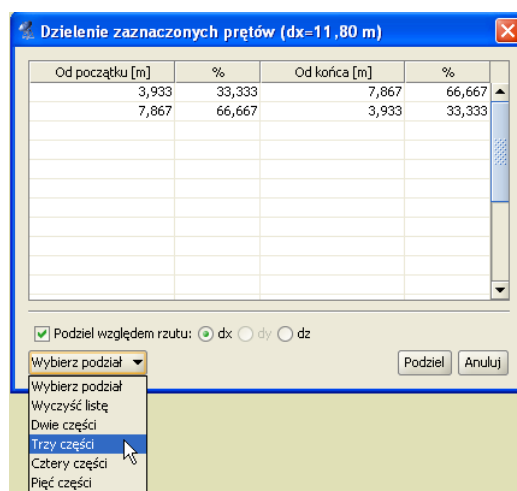 Dzielenie zaznaczonych prętów (dx=11,80 m)
Od początku [m] % Od końca [m] %
3,933 33,333 7,867 66,667
7,867 66,667 3,933 33,333
Podziel względem rzutu: dx dy dz
Wybierz podział Podziel Anuluj
Wybierz podział
Wyczyść listę
Dwie części
Trzy części
Cztery części
Pięć części